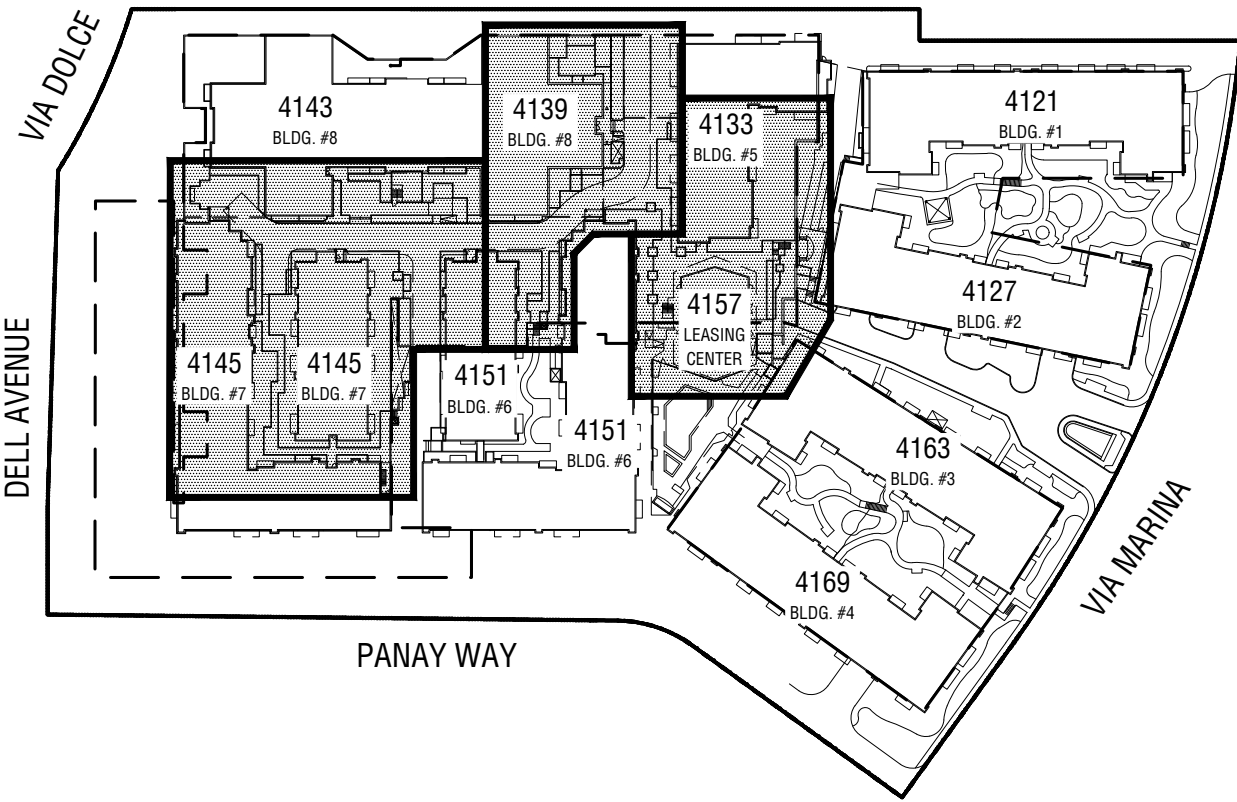 VIA DOLCE
4143
BLDG. #8
4139
BLDG. #8
4133
BLDG. #5
4121
BLDG. #1
4127
BLDG. #2
4157
LEASING
CENTER
DELL AVENUE
4145
BLDG. #7
4145
BLDG. #7
4151
BLDG. #6
4151
BLDG. #6
4163
BLDG. #3
4169
BLDG. #4
VIA MARINA
PANAY WAY